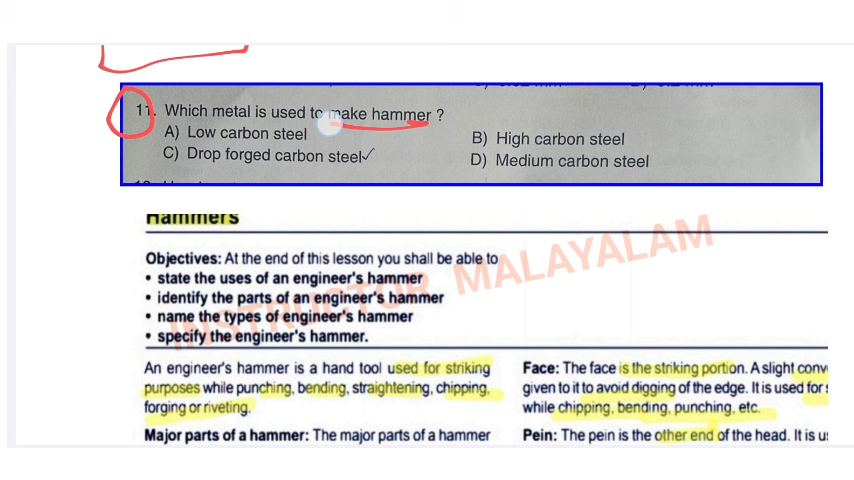 11. Which metal is used to make hammer ?
A) Low carbon steel
B) High carbon steel
C) Drop forged carbon steel✓
D) Medium carbon steel
Hammers
Objectives: At the end of this lesson you shall be able to
• state the uses of an engineer's hammer
• identify the parts of an engineer's hammer
• name the types of engineer's hammer
• specify the engineer's hammer.
INSTRUCTOR MALAYALAM
An engineer's hammer is a hand tool used for striking
purposes while punching, bending, straightening, chipping,
forging or riveting.
Major parts of a hammer: The major parts of a hammer
Face: The face is the striking portion. A slight conv
given to it to avoid digging of the edge. It is used for
while chipping, bending, punching, etc.
Pein: The pein is the other end of the head. It is